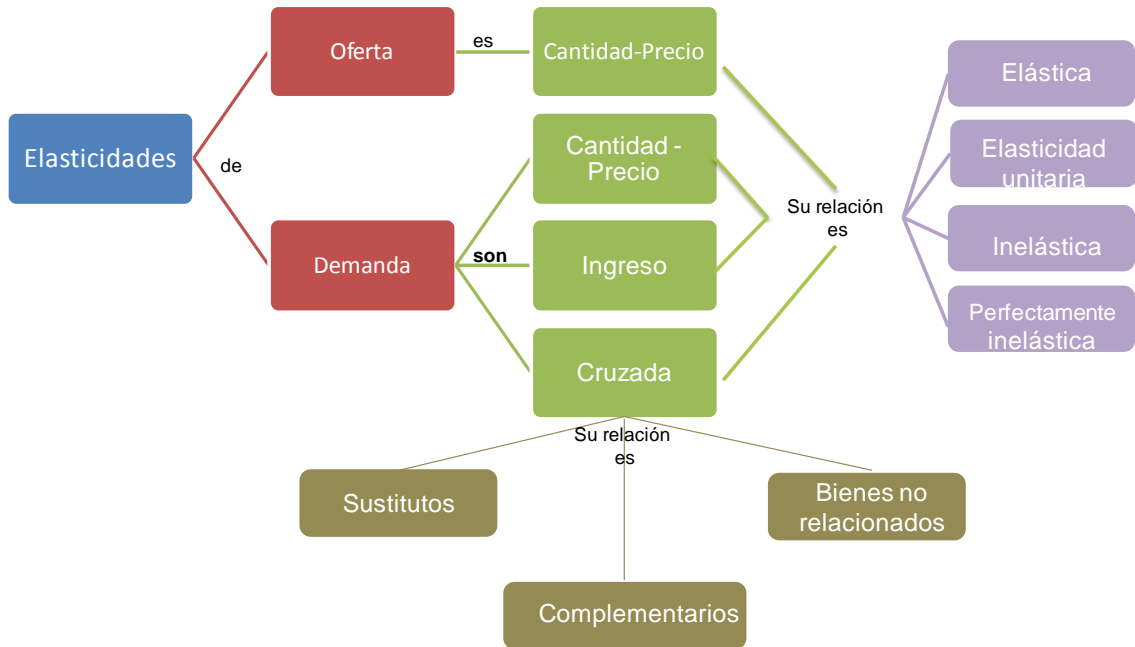 Elasticidades
de
Oferta
es
Cantidad-Precio
Demanda
son
Cantidad -
Precio
Ingreso
Cruzada
Su relación
es
Elástica
Elasticidad
unitaria
Inelástica
Perfectamente
inelástica
Su relación
es
Sustitutos
Complementarios
Bienes no
relacionados